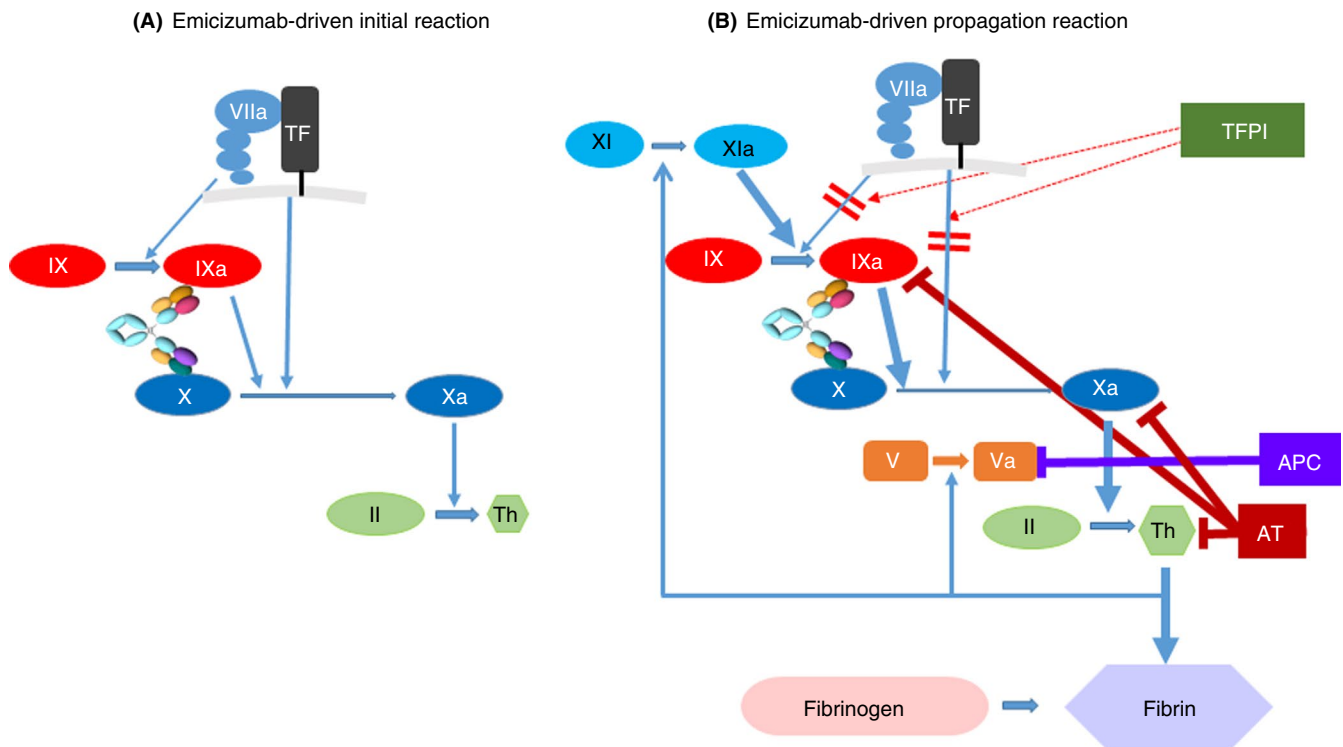 (A) Emicizumab-driven initial reaction
VIIa
TF
IX
IXa
X
Xa
II
Th
(B) Emicizumab-driven propagation reaction
VIIa
TF
TFPI
XI
XIa
IX
IXa
X
Xa
V
Va
APC
II
Th
AT
Fibrinogen
Fibrin